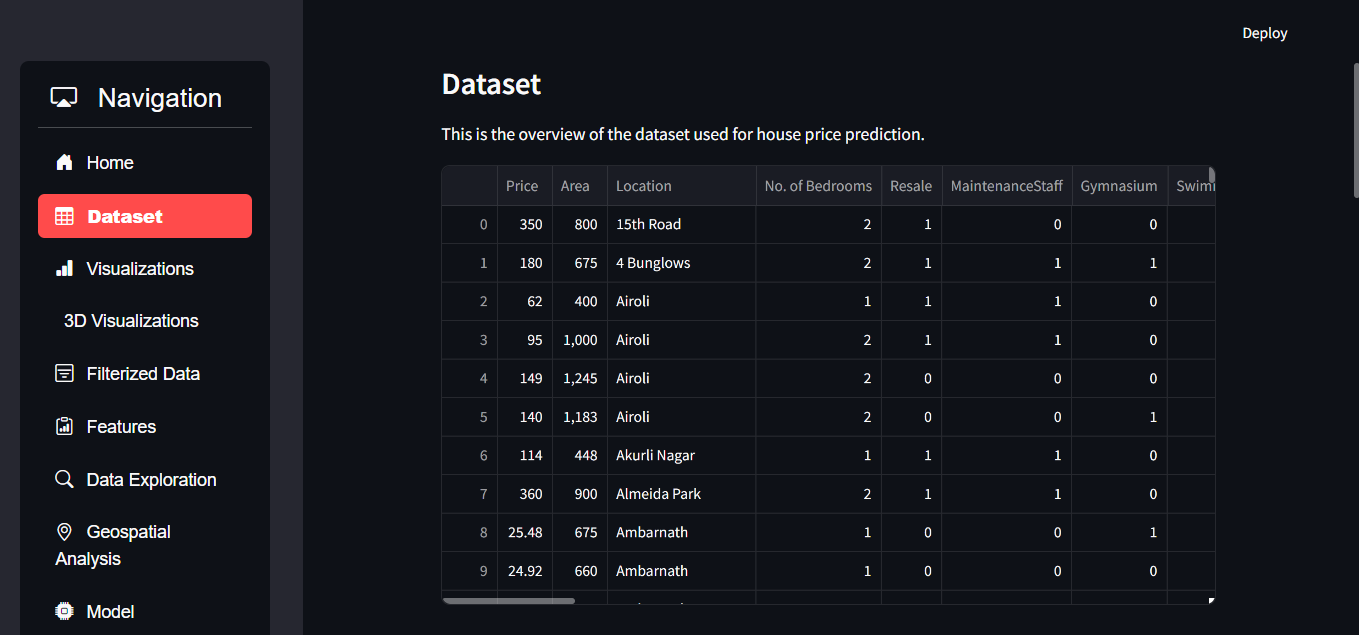 Deploy
Navigation
Home
Dataset
Visualizations
3D Visualizations
Filterized Data
Features
Data Exploration
Geospatial
Analysis
Model
Dataset
This is the overview of the dataset used for house price prediction.
Price Area Location No. of Bedrooms Resale MaintenanceStaff Gymnasium Swimi
0 350 800 15th Road 2 1 0 0
1 180 675 4 Bunglows 2 1 1 1
2 62 400 Airoli 1 1 1 0
3 95 1,000 Airoli 2 1 1 0
4 149 1,245 Airoli 2 0 0 0
5 140 1,183 Airoli 2 0 0 1
6 114 448 Akurli Nagar 1 1 1 0
7 360 900 Almeida Park 2 1 1 0
8 25.48 675 Ambarnath 1 0 0 1
9 24.92 660 Ambarnath 1 0 0 0